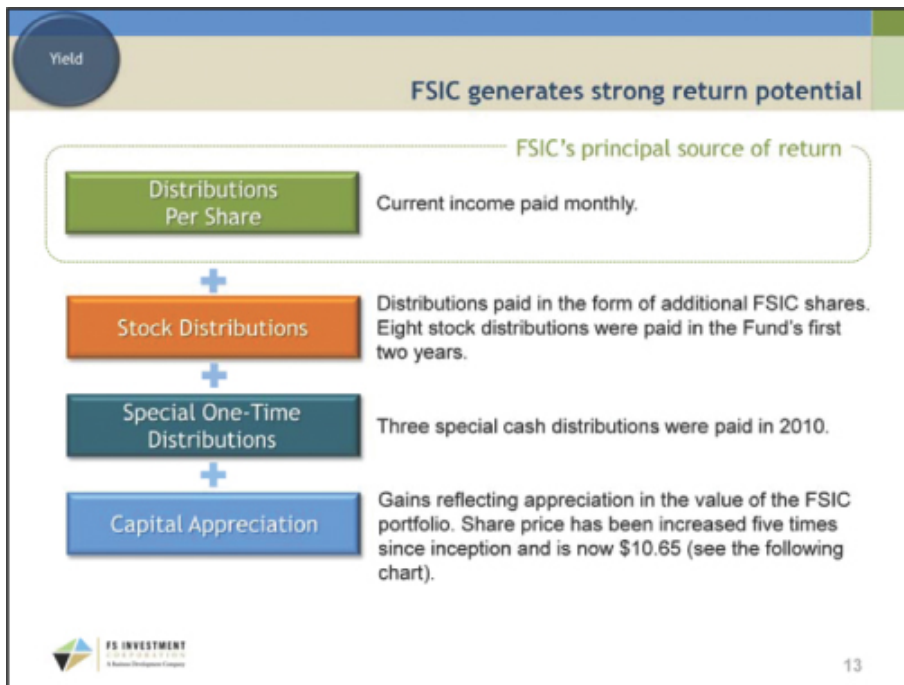 Yield
FSIC generates strong return potential
FSIC's principal source of return
Distributions
Per Share
Current income paid monthly.
Stock Distributions
Distributions paid in the form of additional FSIC shares.
Eight stock distributions were paid in the Fund's first
two years.
Special One-Time
Distributions
Three special cash distributions were paid in 2010.
Capital Appreciation
Gains reflecting appreciation in the value of the FSIC
portfolio. Share price has been increased five times
since inception and is now $10.65 (see the following
chart).
FS INVESTMENT
CORPORATION
A Business Development Company
13